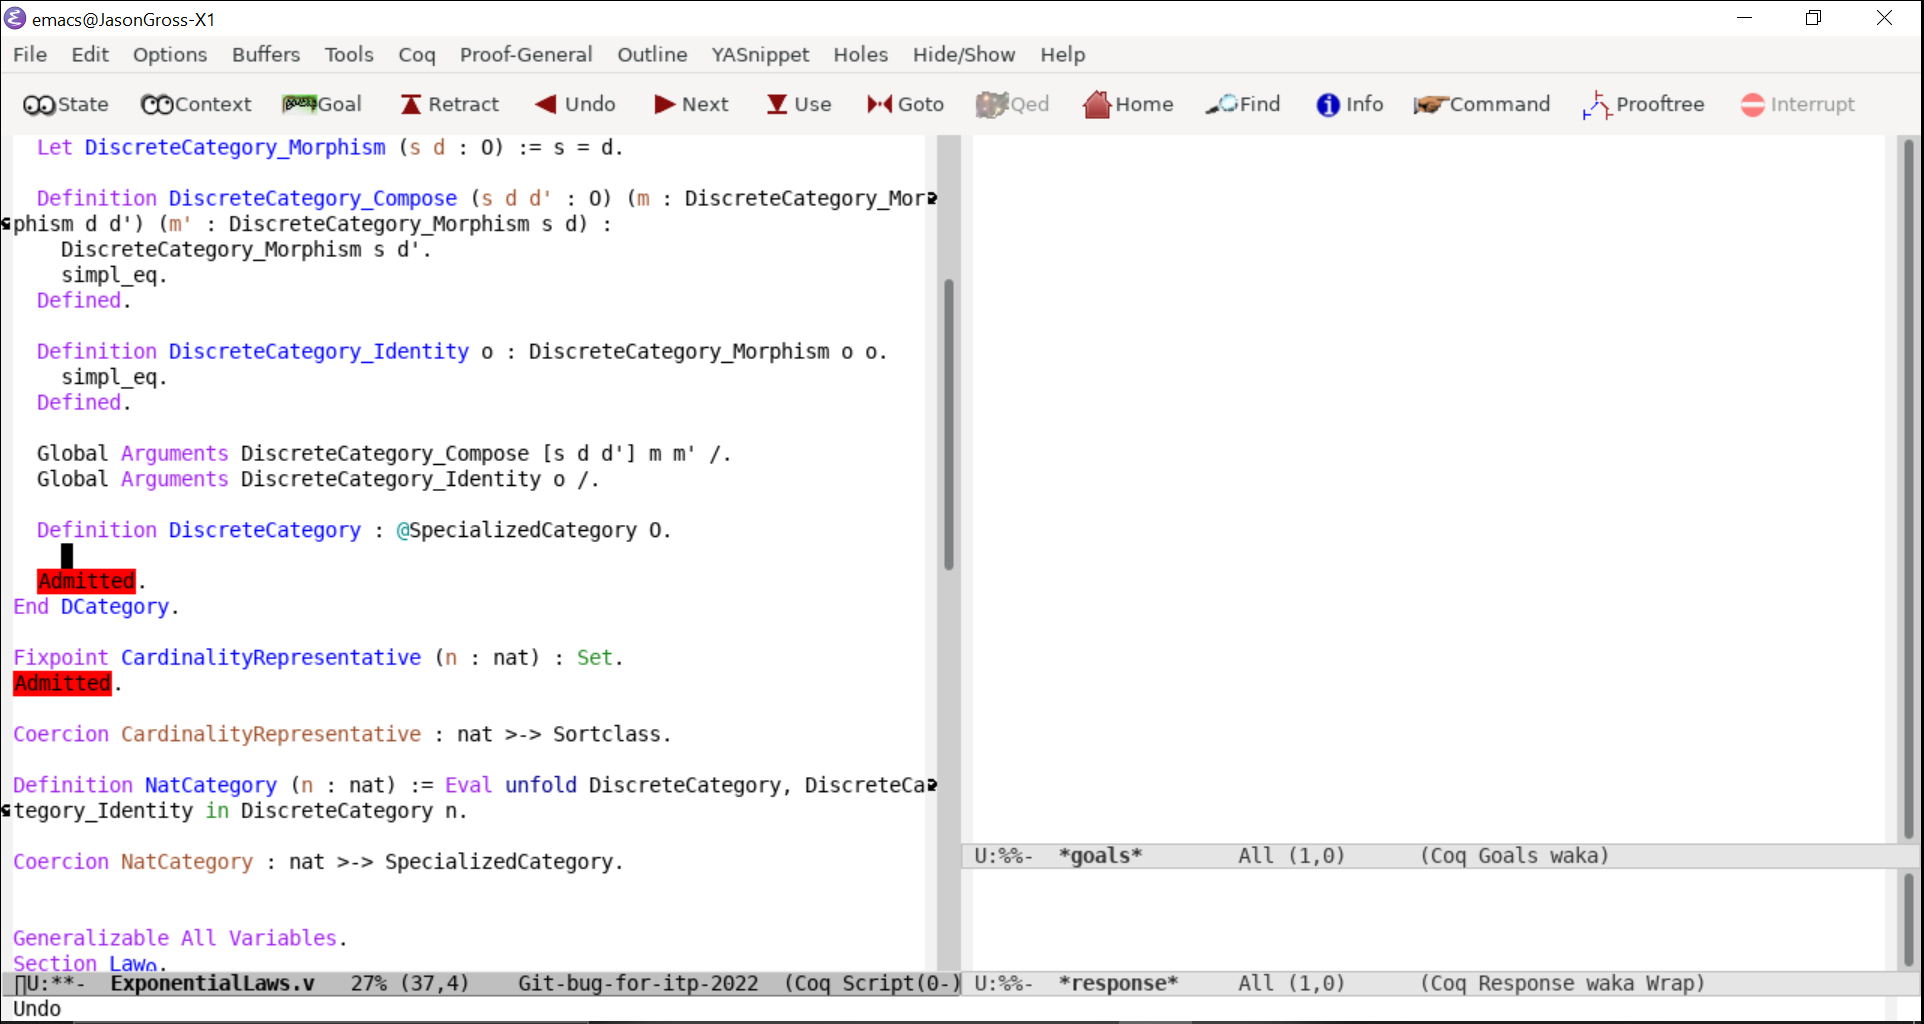 emacs@JasonGross-X1
File Edit Options Buffers Tools Coq Proof-General Outline YASnippet Holes Hide/Show Help
State Context Goal Retract Undo Next Use Goto Qed Home Find Info Command Prooftree Interrupt
Let DiscreteCategory_Morphism (s d : O) := s = d.
Definition DiscreteCategory_Compose (s d d' : O) (m : DiscreteCategory_Mor
phism d d') (m' : DiscreteCategory_Morphism s d) :
DiscreteCategory_Morphism s d'.
simpl_eq.
Defined.
Definition DiscreteCategory_Identity o : DiscreteCategory_Morphism o o.
simpl_eq.
Defined.
Global Arguments DiscreteCategory_Compose [s d d'] m m' /.
Global Arguments DiscreteCategory_Identity o /.
Definition DiscreteCategory : @SpecializedCategory O.
Admitted.
End DCategory.
Fixpoint CardinalityRepresentative (n : nat) : Set.
Admitted.
Coercion CardinalityRepresentative : nat >-> Sortclass.
Definition NatCategory (n : nat) := Eval unfold DiscreteCategory, DiscreteCa
tegory_Identity in DiscreteCategory n.
Coercion NatCategory : nat >-> SpecializedCategory.
Generalizable All Variables.
Section Law0.
U:**- ExponentialLaws.v 27% (37,4) Git-bug-for-itp-2022 (Coq Script(0-)
Undo
U:%%- *goals* All (1,0) (Coq Goals waka)
U:%%- *response* All (1,0) (Coq Response waka Wrap)